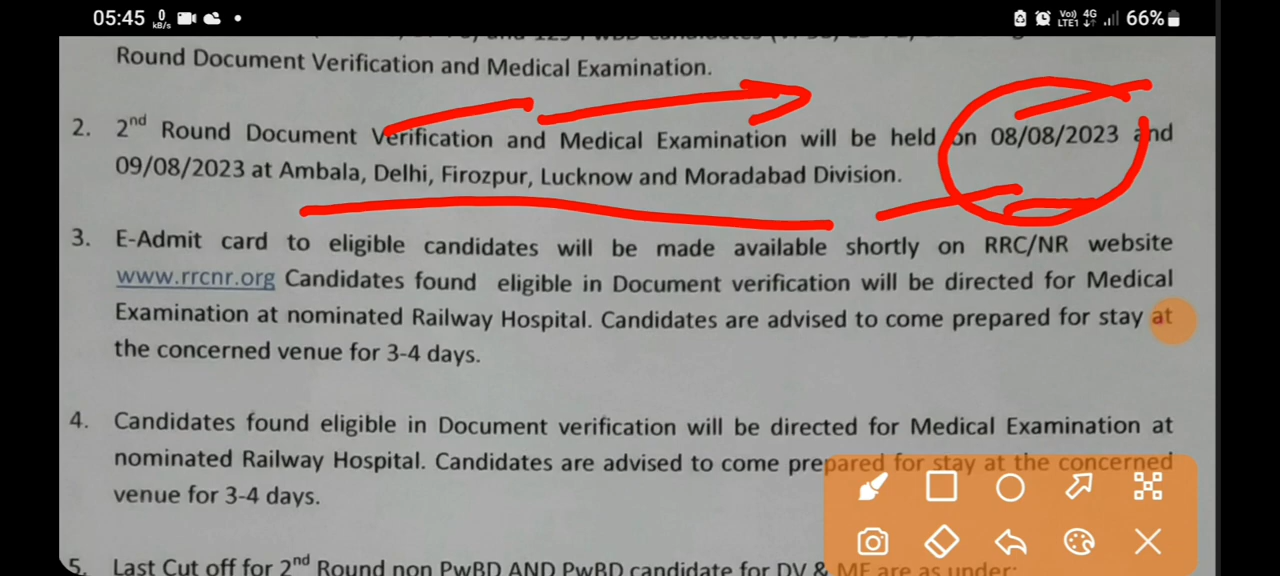 05:45 0 kB/s Vo)) 4G LTE1 66%
Round Document Verification and Medical Examination.
2. 2nd Round Document Verification and Medical Examination will be held on 08/08/2023 and
09/08/2023 at Ambala, Delhi, Firozpur, Lucknow and Moradabad Division.
3. E-Admit card to eligible candidates will be made available shortly on RRC/NR website
www.rrcnr.org Candidates found eligible in Document verification will be directed for Medical
Examination at nominated Railway Hospital. Candidates are advised to come prepared for stay at
the concerned venue for 3-4 days.
4. Candidates found eligible in Document verification will be directed for Medical Examination at
nominated Railway Hospital. Candidates are advised to come prepared for stay at the concerned
venue for 3-4 days.
5. Last Cut off for 2nd Round non PwBD AND PwBD candidate for DV & ME are as under: